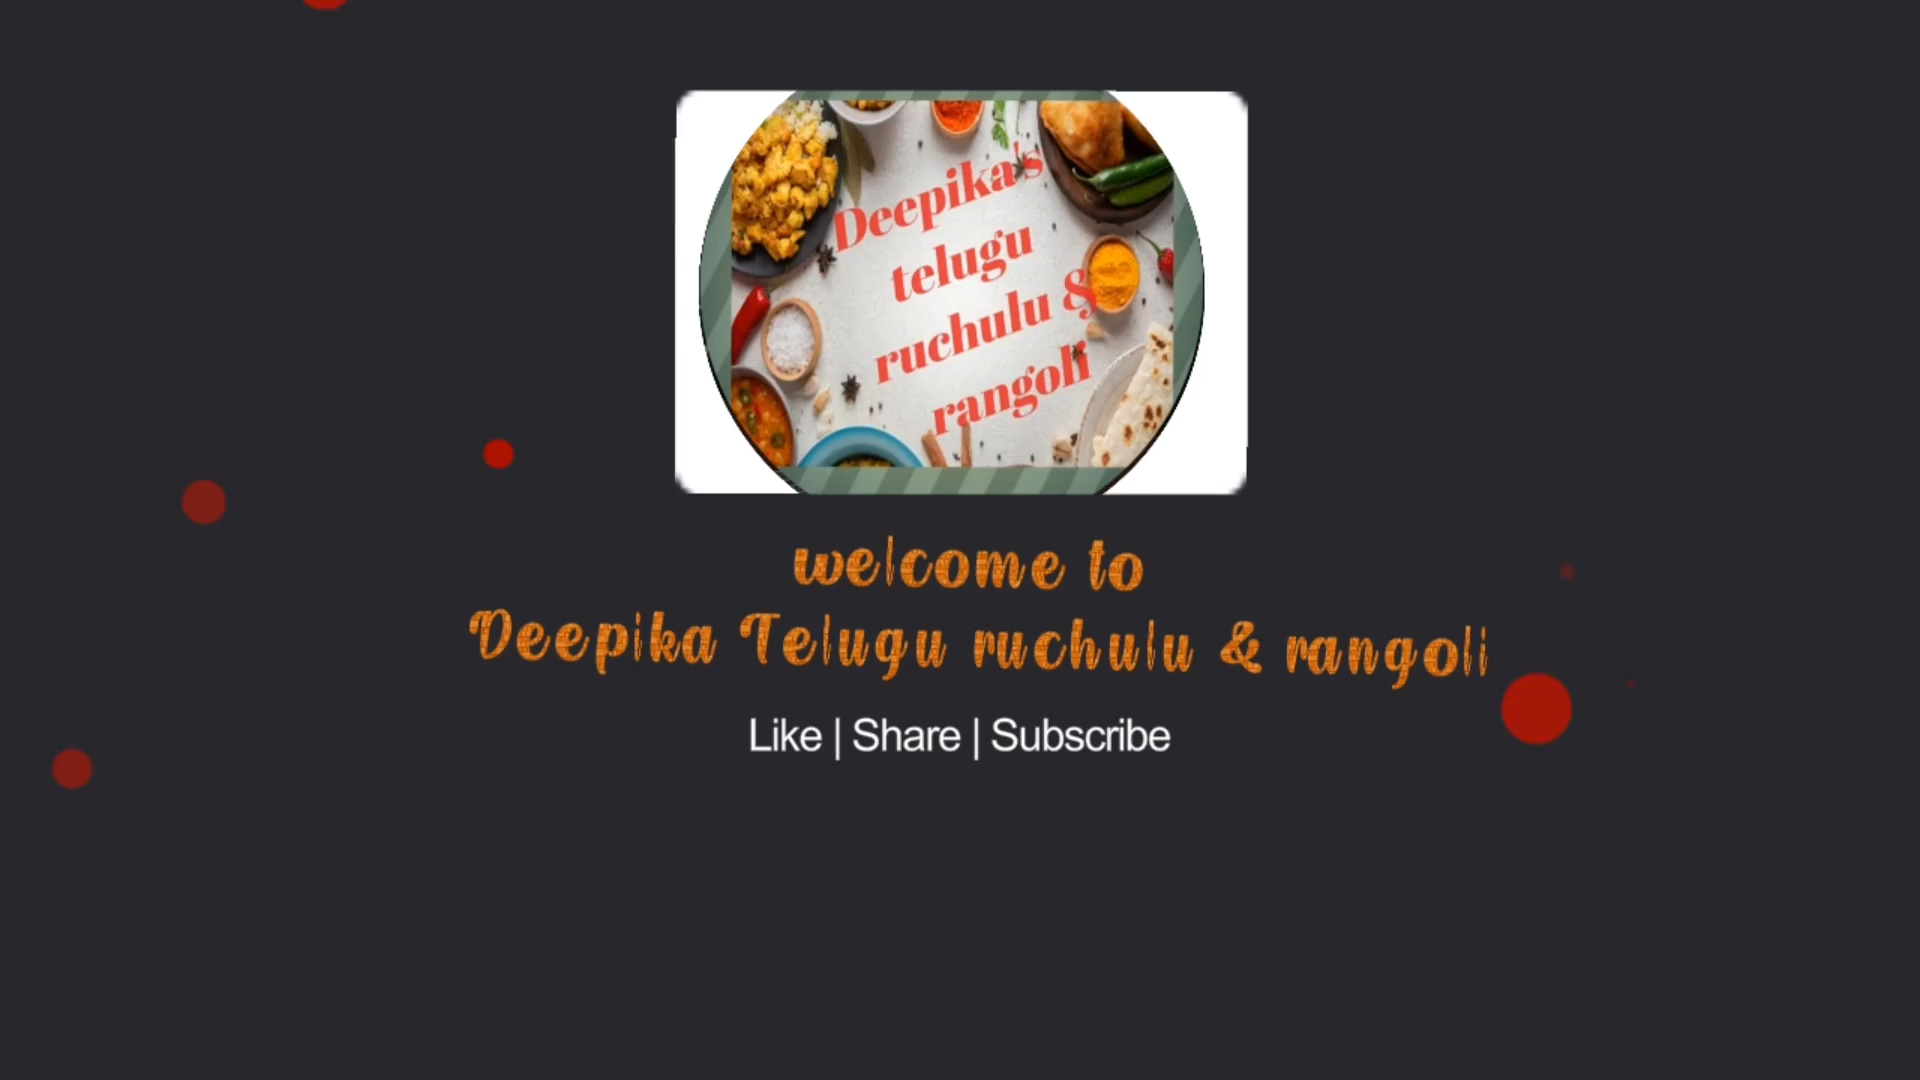 Deepika's
telugu
ruchulu &
rangoli
welcome to
Deepika Telugu ruchulu & rangoli
Like | Share | Subscribe